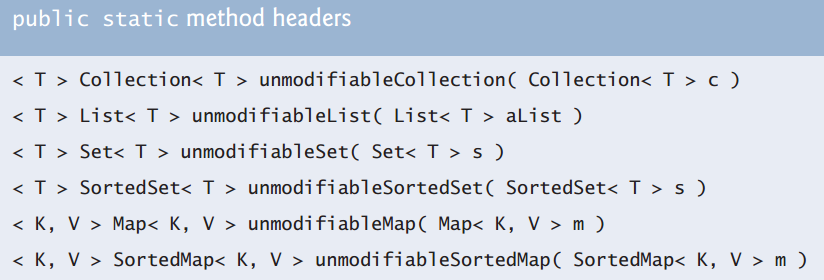 public static method headers
< T > Collection< T > unmodifiableCollection( Collection< T > c )
< T > List< T > unmodifiableList( List< T > aList )
< T > Set< T > unmodifiableSet( Set< T > s )
< T > SortedSet< T > unmodifiableSortedSet( SortedSet< T > s )
< K, V > Map< K, V > unmodifiableMap( Map< K, V > m )
< K, V > SortedMap< K, V > unmodifiableSortedMap( SortedMap< K, V > m )